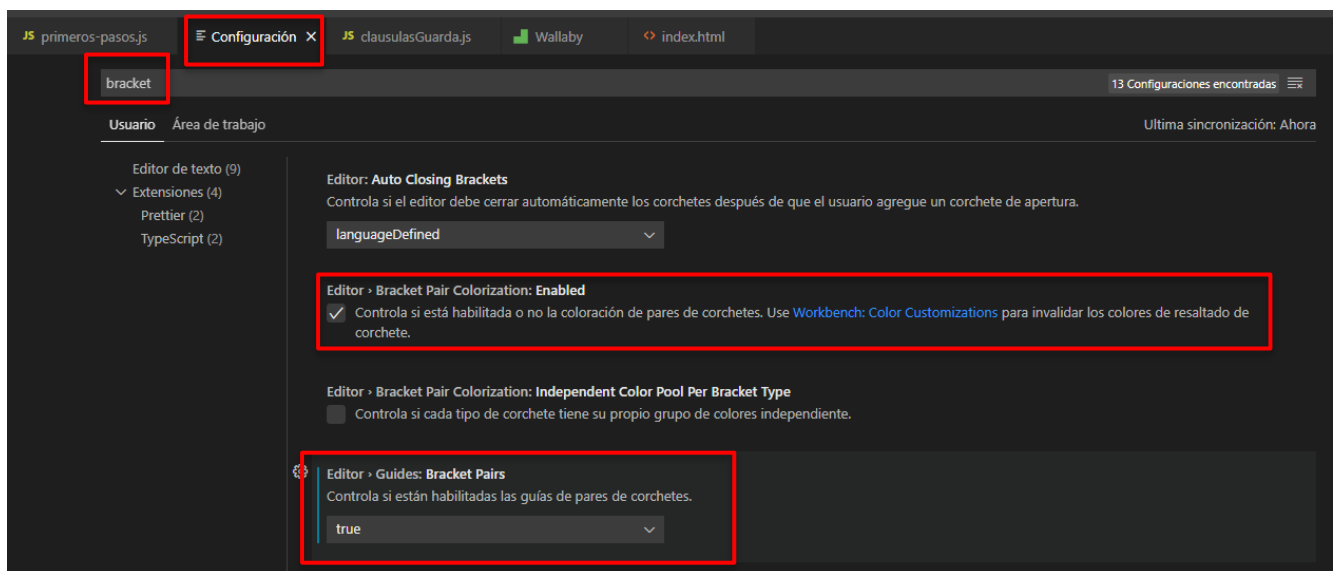 JS primeros-pasos.js Configuración JS clausulasGuarda.js Wallaby <> index.html
bracket 13 Configuraciones encontradas
Usuario Área de trabajo Ultima sincronización: Ahora
Editor de texto (9)
Extensiones (4)
Prettier (2)
TypeScript (2)
Editor: Auto Closing Brackets
Controla si el editor debe cerrar automáticamente los corchetes después de que el usuario agregue un corchete de apertura.
languageDefined
Editor › Bracket Pair Colorization: Enabled
Controla si está habilitada o no la coloración de pares de corchetes. Use Workbench: Color Customizations para invalidar los colores de resaltado de
corchete.
Editor › Bracket Pair Colorization: Independent Color Pool Per Bracket Type
Controla si cada tipo de corchete tiene su propio grupo de colores independiente.
Editor › Guides: Bracket Pairs
Controla si están habilitadas las guías de pares de corchetes.
true